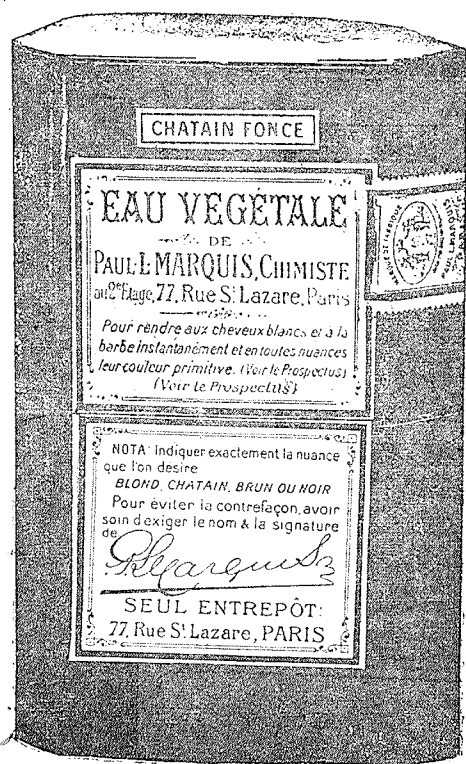 CHATAIN FONCE
EAU VEGÉTALE
DE
PAUL·L·MARQUIS, CHIMISTE
au 2e Étage, 77, Rue St Lazare, Paris
Pour rendre aux cheveux blancs et à la
barbe instantanément et en toutes nuances
leur couleur primitive. (Voir le Prospectus)
(Voir le Prospectus)
NOTA: Indiquer exactement la nuance
que l'on desire
BLOND, CHATAIN, BRUN OU NOIR
Pour éviter la contrefaçon, avoir
soin d'exiger le nom & la signature
de
SEUL ENTREPÔT:
77, Rue St Lazare, PARIS